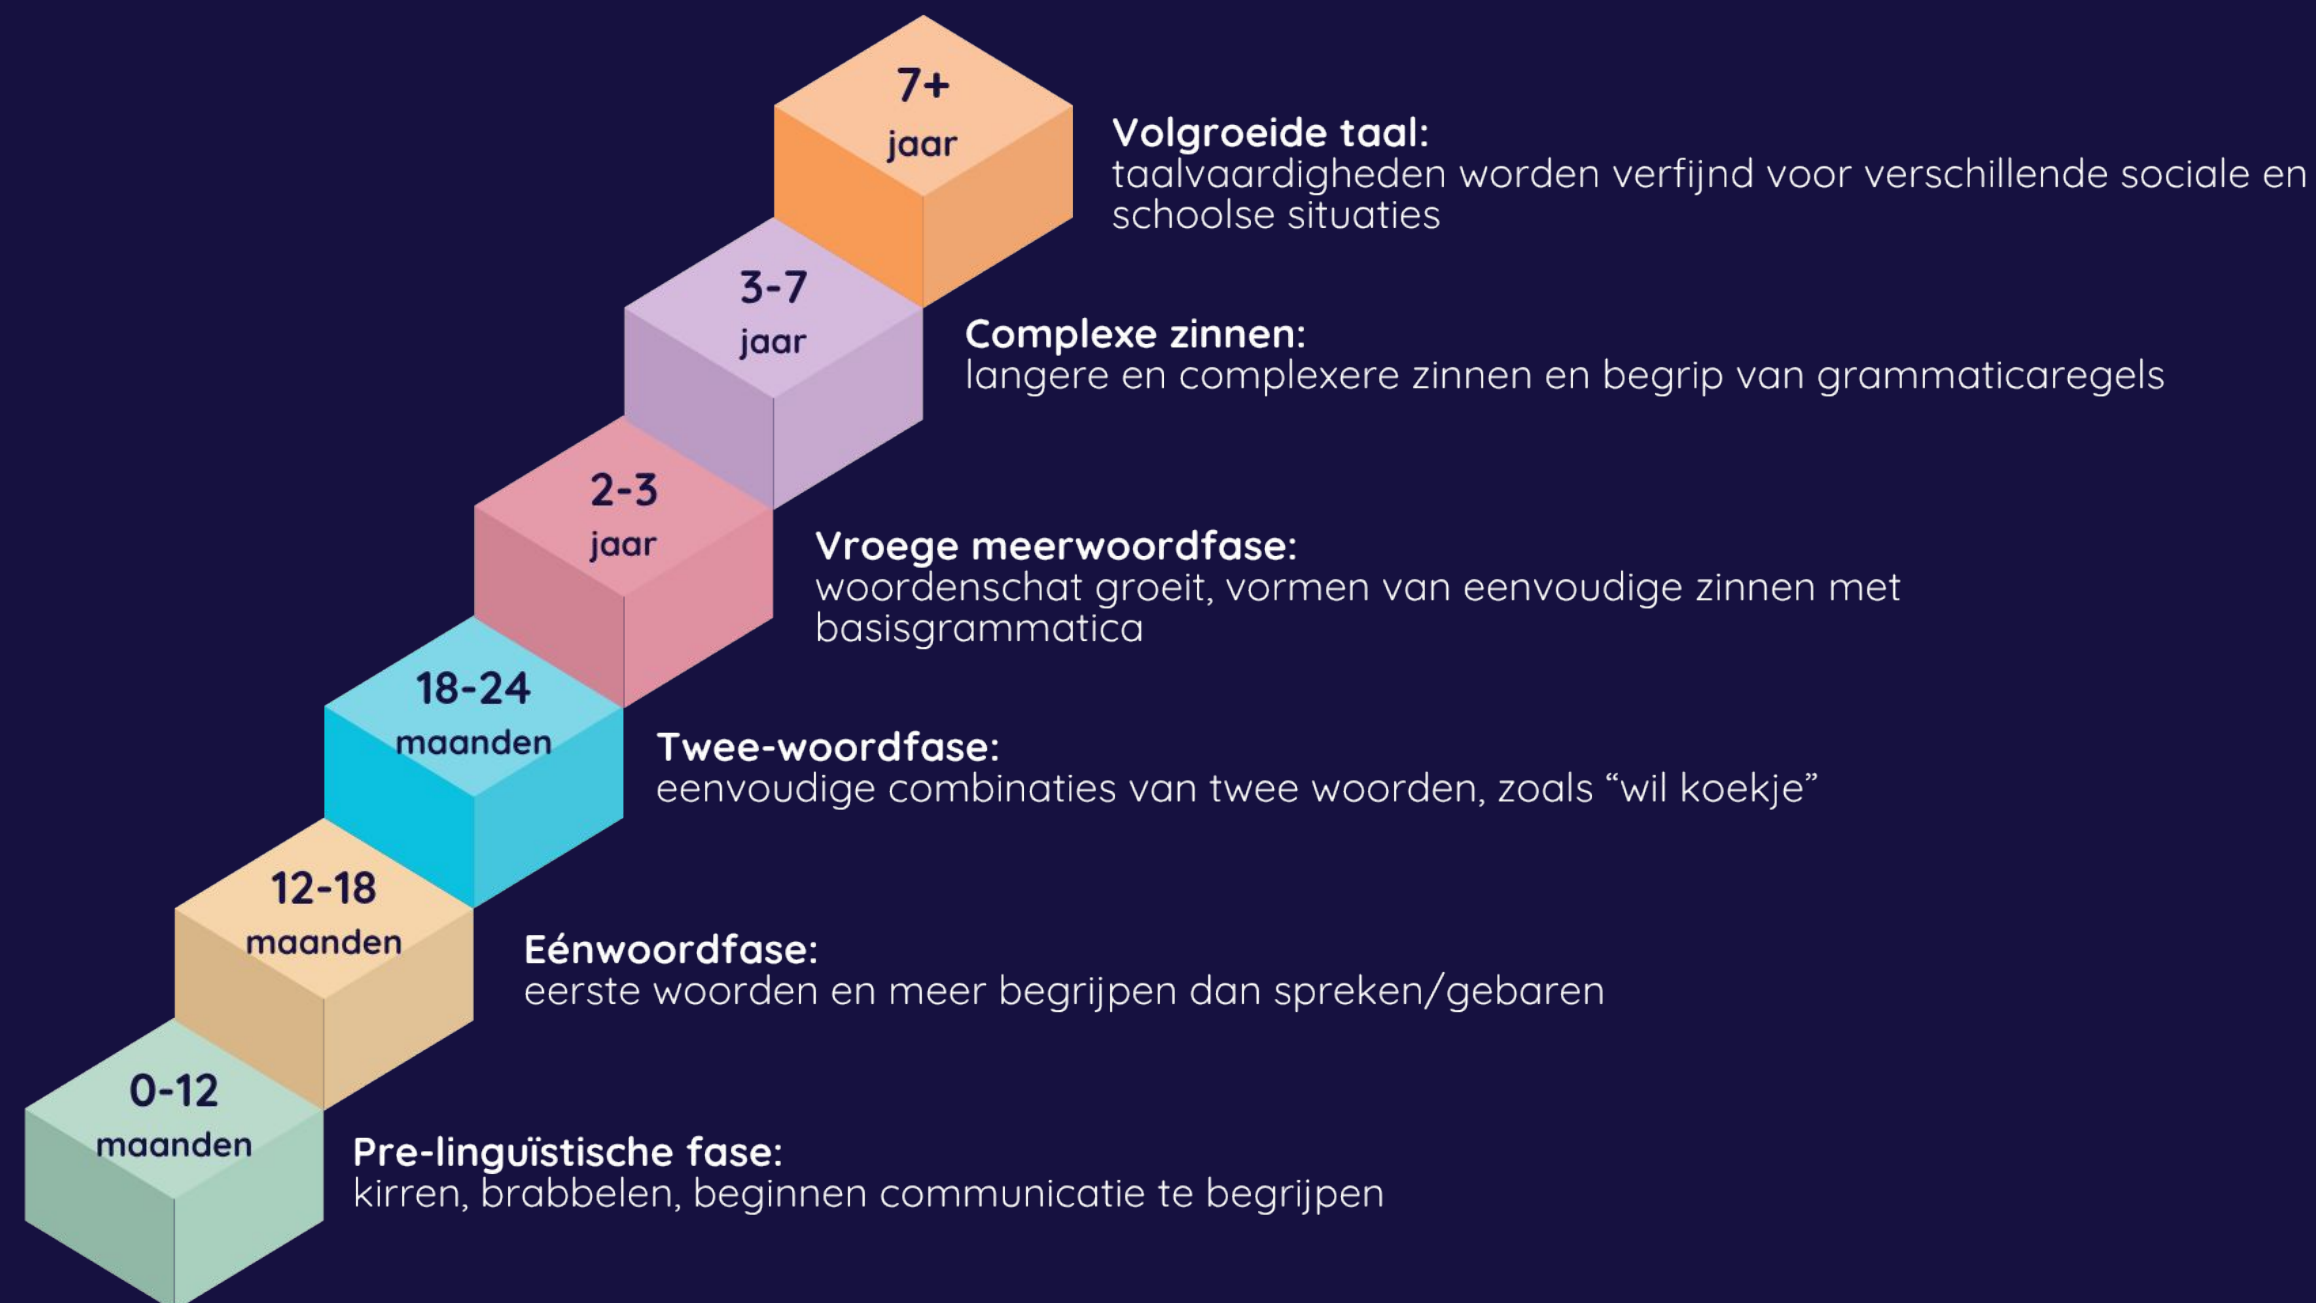 7+
jaar
Volgroeide taal:
taalvaardigheden worden verfijnd voor verschillende sociale en
schoolse situaties
3-7
jaar
Complexe zinnen:
langere en complexere zinnen en begrip van grammaticaregels
2-3
jaar
Vroege meerwoordfase:
woordenschat groeit, vormen van eenvoudige zinnen met
basisgrammatica
18-24
maanden
Twee-woordfase:
eenvoudige combinaties van twee woorden, zoals “wil koekje”
12-18
maanden
Eénwoordfase:
eerste woorden en meer begrijpen dan spreken/gebaren
0-12
maanden
Pre-linguïstische fase:
kirren, brabbelen, beginnen communicatie te begrijpen